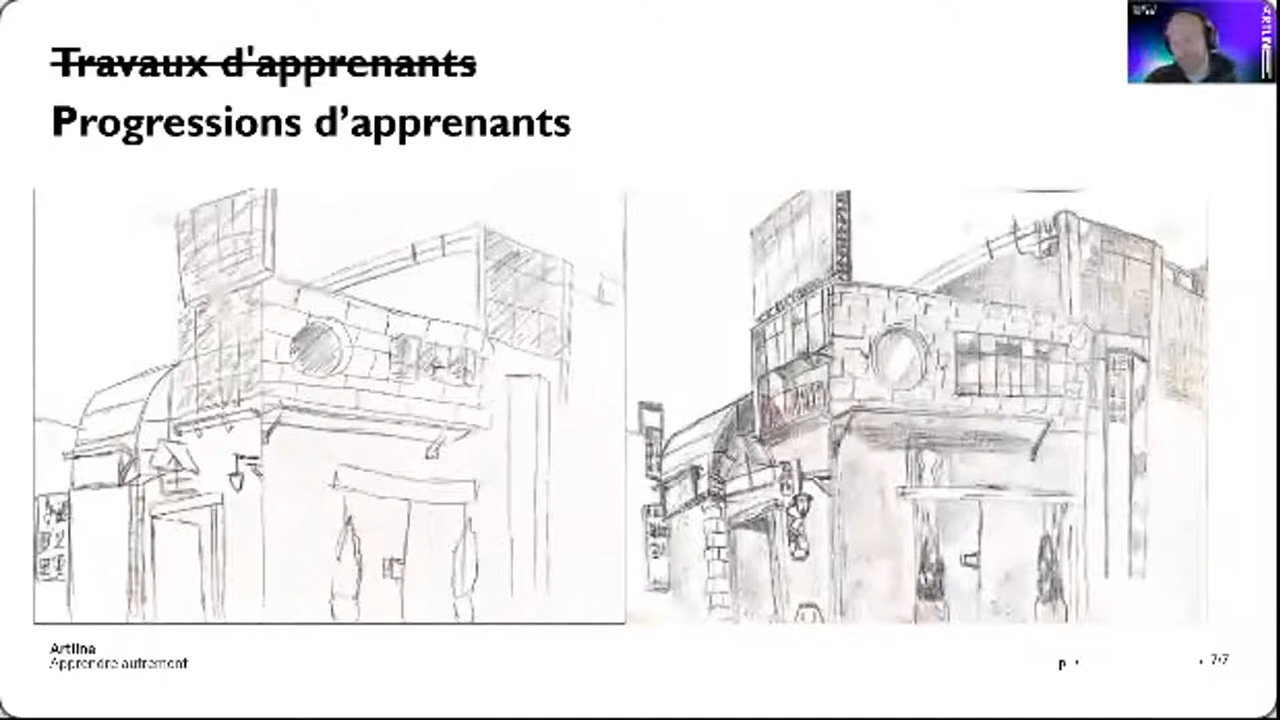 Travaux d'apprenants
Progressions d’apprenants
Artline
Apprendre autrement